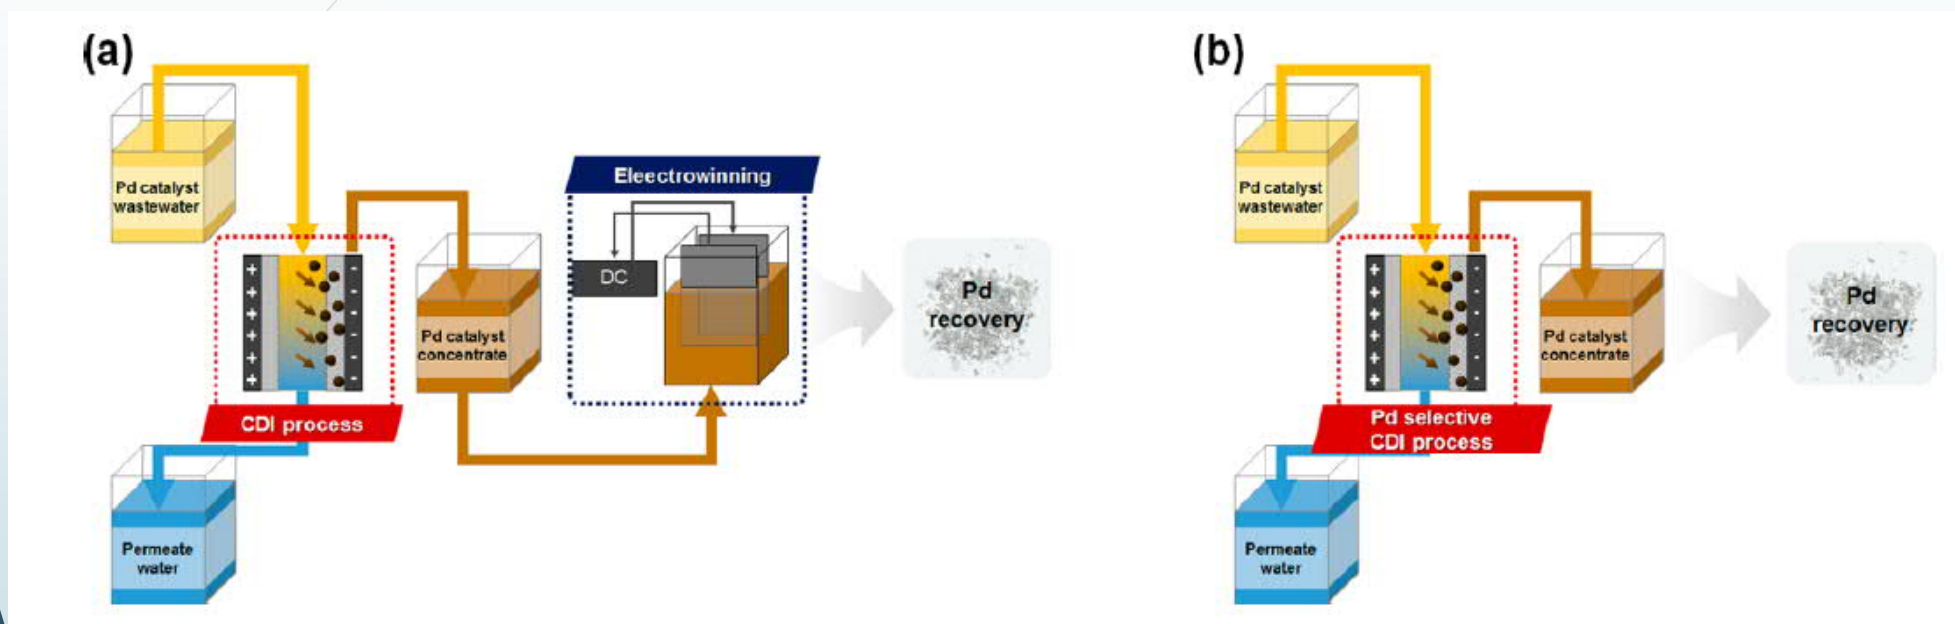 (a)
Pd catalyst
wastewater
Eleectrowinning
DC
+
+
+
+
+
+
-
-
-
-
-
-
Pd catalyst
concentrate
Pd
recovery
CDI process
Permeate
water
(b)
Pd catalyst
wastewater
+
+
+
+
+
+
-
-
-
-
-
-
Pd catalyst
concentrate
Pd
recovery
Pd selective
CDI process
Permeate
water